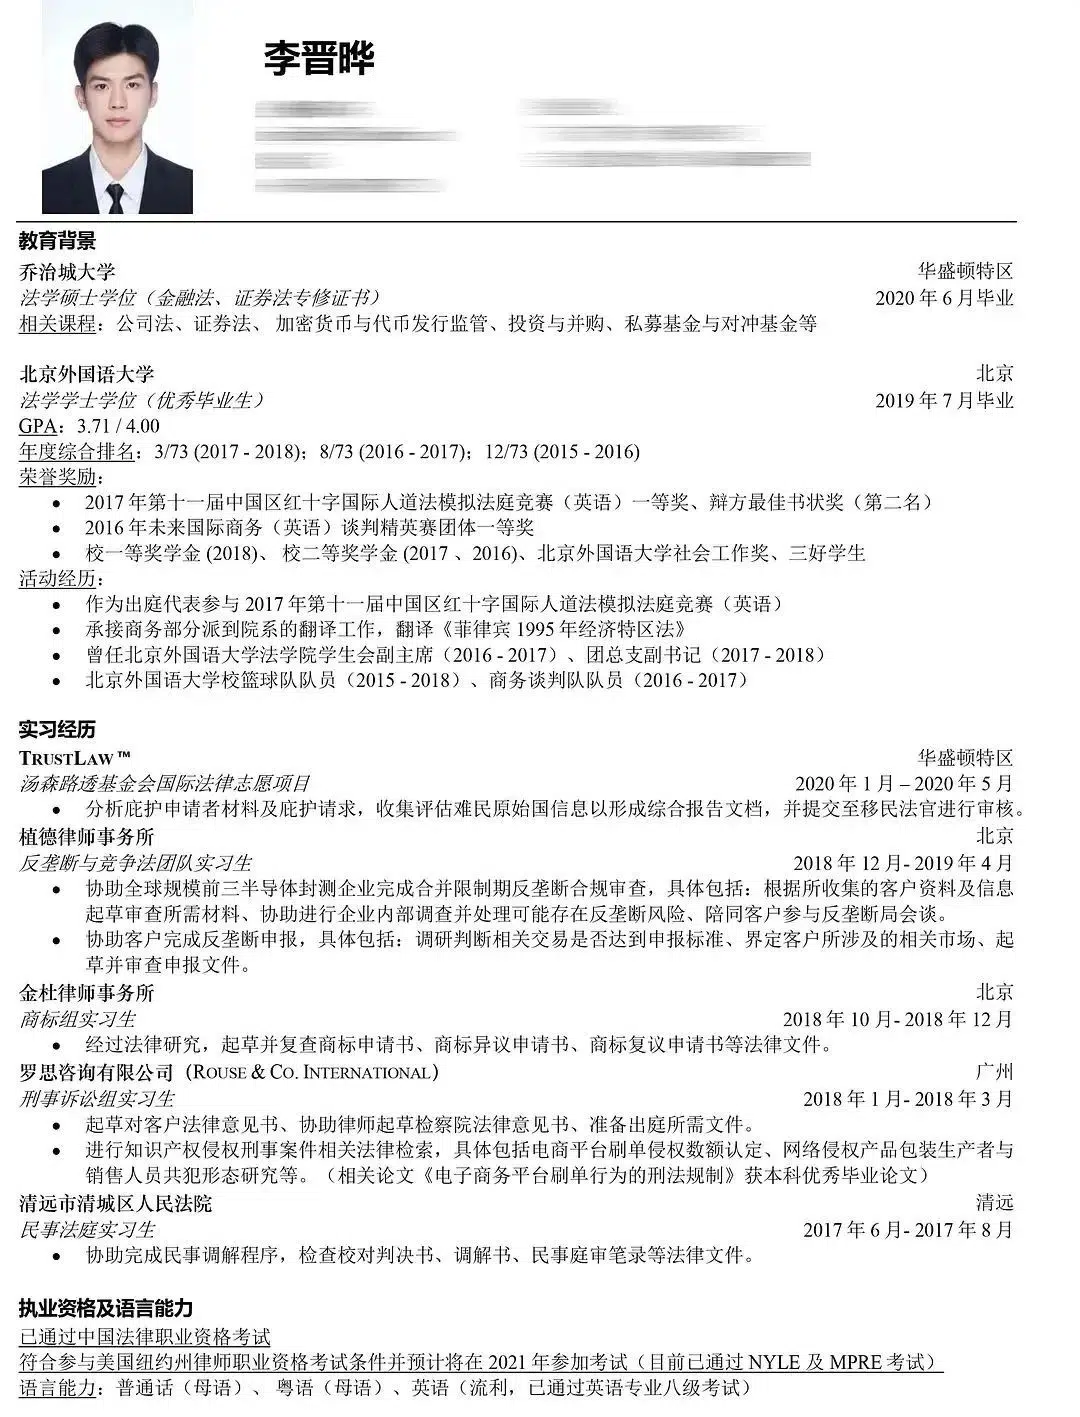 李晋晔
教育背景
乔治城大学 华盛顿特区
法学硕士学位（金融法、证券法专修证书） 2020 年 6 月毕业
相关课程：公司法、证券法、 加密货币与代币发行监管、投资与并购、私募基金与对冲基金等
北京外国语大学 北京
法学学士学位（优秀毕业生） 2019 年 7 月毕业
GPA：3.71 / 4.00
年度综合排名：3/73 (2017 - 2018)；8/73 (2016 - 2017)；12/73 (2015 - 2016)
荣誉奖励：
• 2017 年第十一届中国区红十字国际人道法模拟法庭竞赛（英语）一等奖、辩方最佳书状奖（第二名）
• 2016 年未来国际商务（英语）谈判精英赛团体一等奖
• 校一等奖学金 (2018)、 校二等奖学金 (2017 、2016)、北京外国语大学社会工作奖、三好学生
活动经历：
• 作为出庭代表参与 2017 年第十一届中国区红十字国际人道法模拟法庭竞赛（英语）
• 承接商务部分派到院系的翻译工作，翻译《菲律宾 1995 年经济特区法》
• 曾任北京外国语大学法学院学生会副主席（2016 - 2017）、团总支副书记（2017 - 2018）
• 北京外国语大学校篮球队队员（2015 - 2018）、商务谈判队队员（2016 - 2017）
实习经历
TRUSTLAW ™ 华盛顿特区
汤森路透基金会国际法律志愿项目 2020 年 1 月 – 2020 年 5 月
• 分析庇护申请者材料及庇护请求，收集评估难民原始国信息以形成综合报告文档，并提交至移民法官进行审核。
植德律师事务所 北京
反垄断与竞争法团队实习生 2018 年 12 月- 2019 年 4 月
• 协助全球规模前三半导体封测企业完成合并限制期反垄断合规审查，具体包括：根据所收集的客户资料及信息
起草审查所需材料、协助进行企业内部调查并处理可能存在反垄断风险、陪同客户参与反垄断局会谈。
• 协助客户完成反垄断申报，具体包括：调研判断相关交易是否达到申报标准、界定客户所涉及的相关市场、起
草并审查申报文件。
金杜律师事务所 北京
商标组实习生 2018 年 10 月- 2018 年 12 月
• 经过法律研究，起草并复查商标申请书、商标异议申请书、商标复议申请书等法律文件。
罗思咨询有限公司（ROUSE & CO. INTERNATIONAL） 广州
刑事诉讼组实习生 2018 年 1 月- 2018 年 3 月
• 起草对客户法律意见书、协助律师起草检察院法律意见书、准备出庭所需文件。
• 进行知识产权侵权刑事案件相关法律检索，具体包括电商平台刷单侵权数额认定、网络侵权产品包装生产者与
销售人员共犯形态研究等。（相关论文《电子商务平台刷单行为的刑法规制》获本科优秀毕业论文）
清远市清城区人民法院 清远
民事法庭实习生 2017 年 6 月- 2017 年 8 月
• 协助完成民事调解程序，检查校对判决书、调解书、民事庭审笔录等法律文件。
执业资格及语言能力
已通过中国法律职业资格考试
符合参与美国纽约州律师职业资格考试条件并预计将在 2021 年参加考试（目前已通过 NYLE 及 MPRE 考试）
语言能力：普通话（母语）、 粤语（母语）、英语（流利，已通过英语专业八级考试）